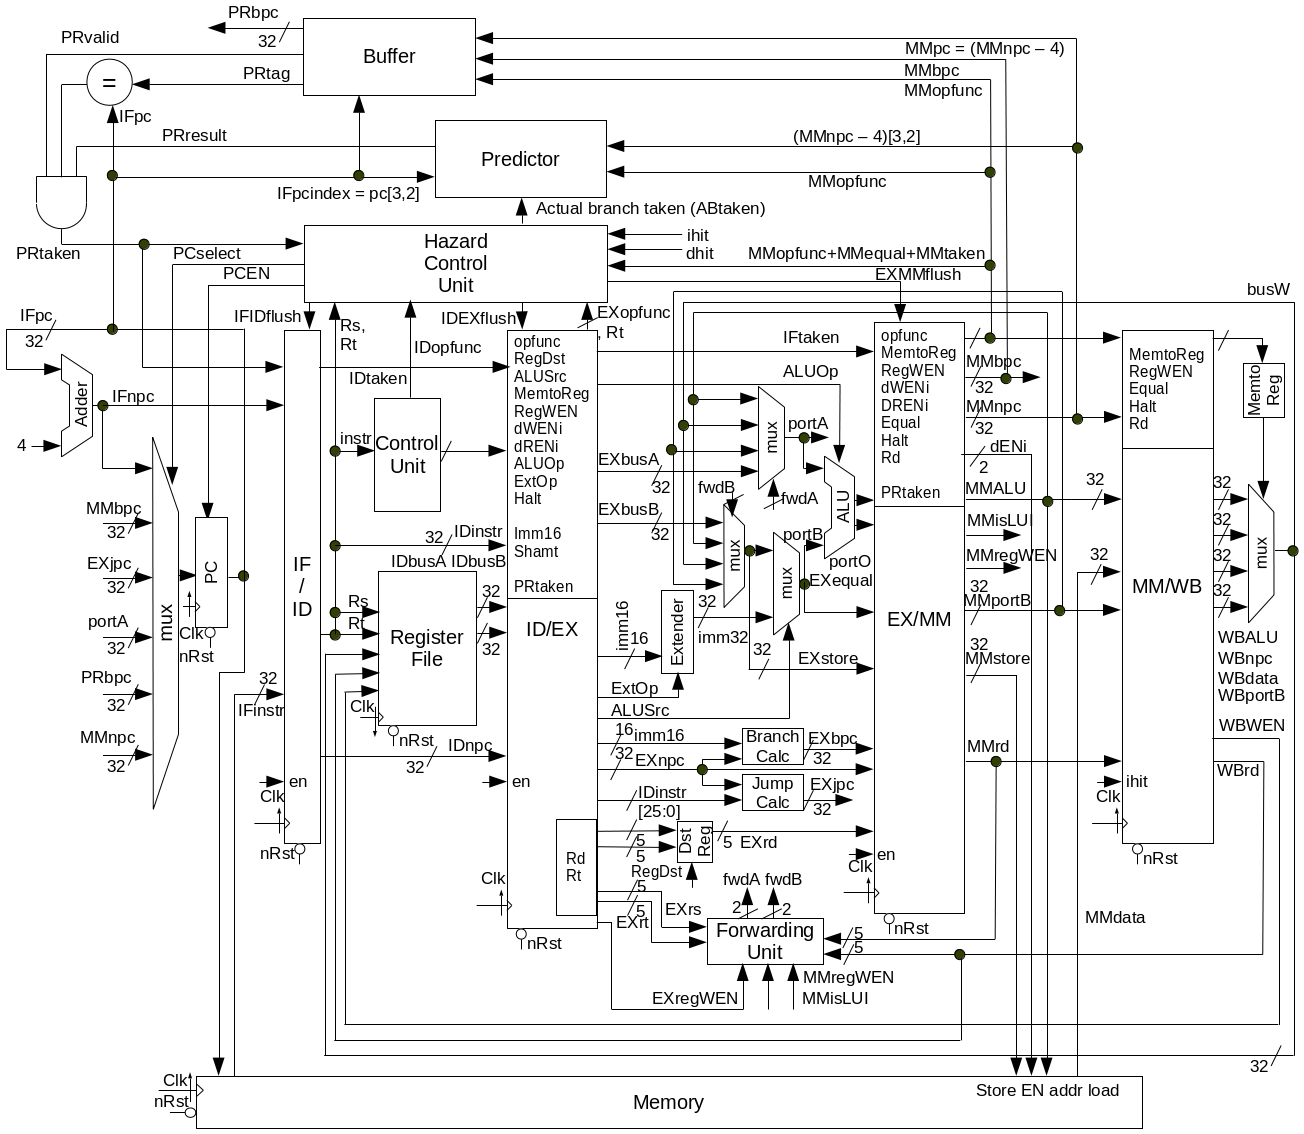 PRbpc
32
PRvalid
Buffer
MMpc = (MMnpc – 4)
=
PRtag
MMbpc
MMopfunc
IFpc
PRresult
Predictor
(MMnpc – 4)[3,2]
IFpcindex = pc[3,2]
MMopfunc
Actual branch taken (ABtaken)
PRtaken
PCselect
PCEN
Hazard
Control
Unit
ihit
dhit
MMopfunc+MMequal+MMtaken
EXMMflush
busW
IFpc
32
IFIDflush
Rs,
Rt
IDopfunc
IDEXflush
EXopfunc
, Rt
Adder
4
IFnpc
IDtaken
instr
Control
Unit
opfunc
RegDst
ALUSrc
MemtoReg
RegWEN
dWENi
dRENi
ALUOp
ExtOp
Halt
Imm16
Shamt
PRtaken
ID/EX
IFtaken
ALUOp
EXbusA
32
EXbusB
32
mux
portA
fwdB
fwdA
mux
mux
portB
ALU
portO
EXequal
opfunc
MemtoReg
RegWEN
dWENi
DRENi
Equal
Halt
Rd
PRtaken
EX/MM
MMbpc
32
MMnpc
32
dENi
2
MMALU
32
MMisLUI
MMregWEN
32
32
MMportB
32
MMstore
MemtoReg
RegWEN
Equal
Halt
Rd
MM/WB
Memto
Reg
32
32
32
32
mux
WBALU
WBnpc
WBdata
WBportB
WBWEN
WBrd
MMbpc
32
EXjpc
32
portA
32
PRbpc
32
MMnpc
32
mux
PC
Clk
nRst
IF
/
ID
32
IFinstr
en
Clk
nRst
32
IDinstr
IDbusA IDbusB
Rs
Rt
Register
File
32
32
Clk
nRst
IDnpc
32
en
Clk
nRst
imm16
16
Extender
32
imm32
32
EXstore
ExtOp
ALUSrc
16
imm16
32
EXnpc
Branch
Calc
EXbpc
32
IDinstr
[25:0]
Jump
Calc
EXjpc
32
Rd
Rt
5
5
Dst
Reg
5
EXrd
RegDst
5
5
EXrs
EXrt
fwdA
fwdB
2
2
Forwarding
Unit
5
5
EXregWEN
MMregWEN
MMisLUI
en
Clk
nRst
MMrd
ihit
Clk
nRst
MMdata
32
Clk
nRst
Store EN addr load
Memory